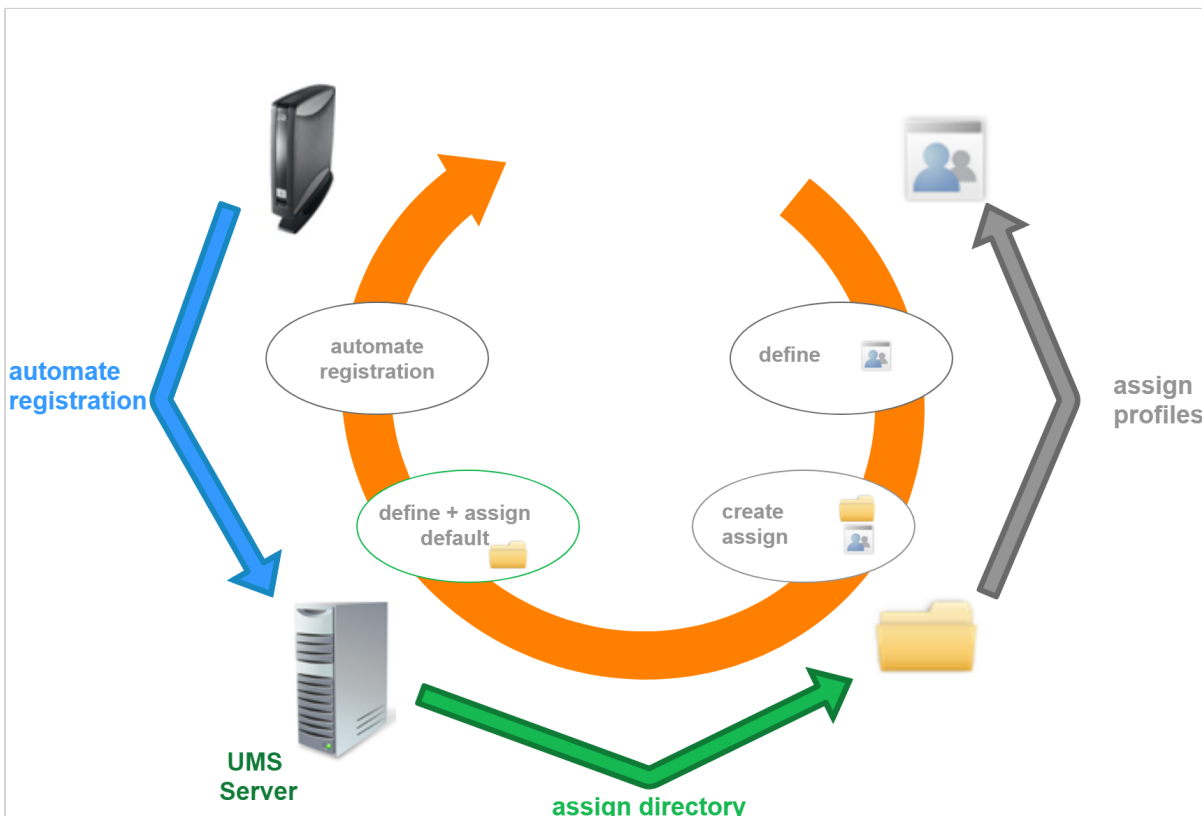 automate
registration
automate
registration
define
assign
profiles
define + assign
default
create
assign
UMS
Server
assign directory